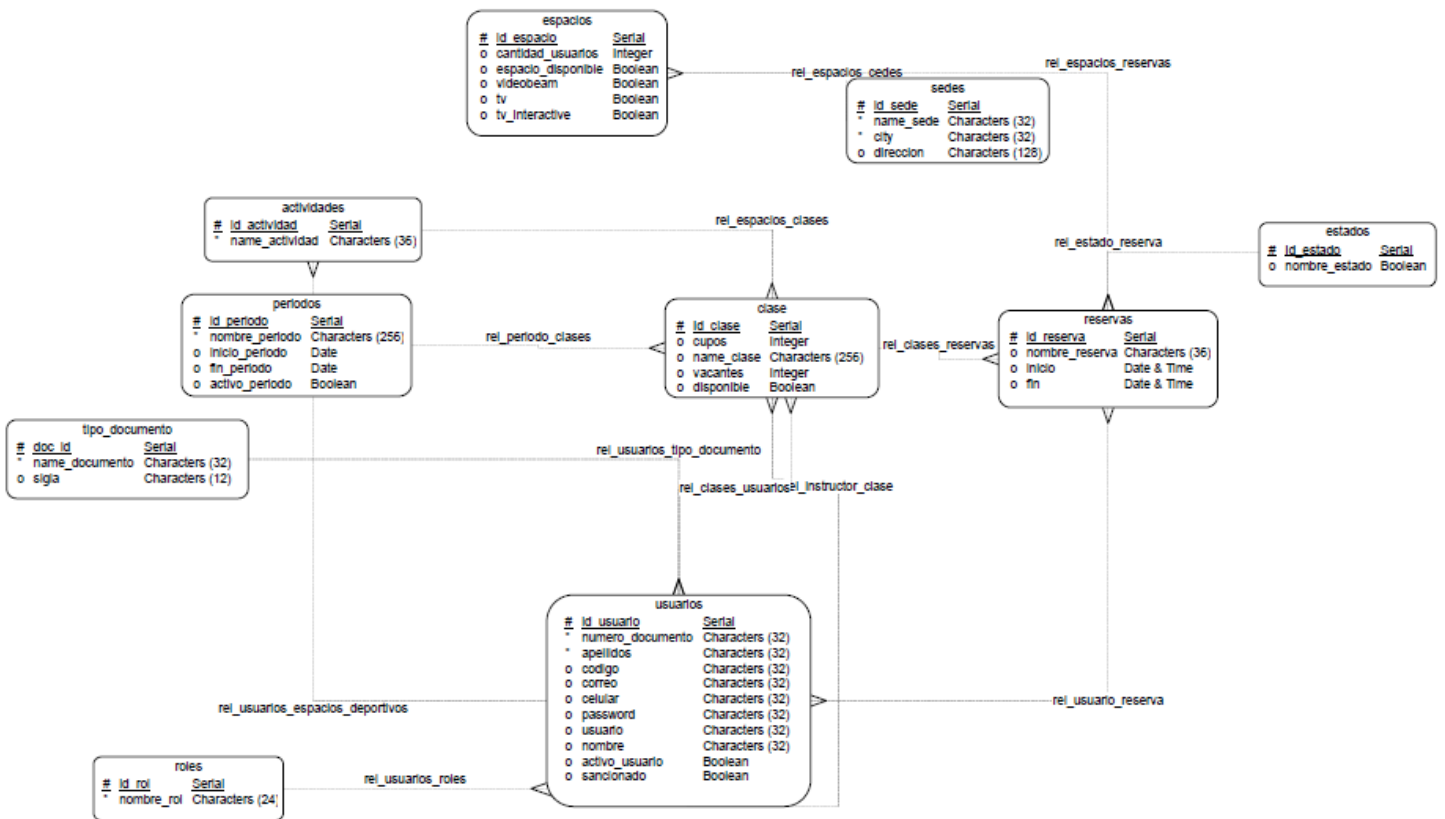 espacios
# id_espacio Serial
o cantidad_usuarios Integer
o espacio_disponible Boolean
o videobeam Boolean
o tv Boolean
o tv_interactive Boolean
rel_espacios_cedes
rel_espacios_reservas
sedes
# id_sede Serial
* name_sede Characters (32)
* city Characters (32)
o direccion Characters (128)
actividades
# id_actividad Serial
* name_actividad Characters (36)
rel_espacios_clases
rel_estado_reserva
estados
# id_estado Serial
o nombre_estado Boolean
periodos
# id_periodo Serial
* nombre_periodo Characters (256)
o inicio_periodo Date
o fin_periodo Date
o activo_periodo Boolean
rel_periodo_clases
clase
# id_clase Serial
o cupos Integer
o name_clase Characters (256)
o vacantes Integer
o disponible Boolean
rel_clases_reservas
reservas
# id_reserva Serial
o nombre_reserva Characters (36)
o inicio Date & Time
o fin Date & Time
tipo_documento
# doc_id Serial
* name_documento Characters (32)
o sigla Characters (12)
rel_usuarios_tipo_documento
rel_clases_usuarios
el_instructor_clase
usuarios
# id_usuario Serial
* numero_documento Characters (32)
* apellidos Characters (32)
o codigo Characters (32)
o correo Characters (32)
o celular Characters (32)
o password Characters (32)
o usuario Characters (32)
o nombre Characters (32)
o activo_usuario Boolean
o sancionado Boolean
rel_usuarios_espacios_deportivos
rel_usuario_reserva
roles
# id_rol Serial
* nombre_rol Characters (24)
rel_usuarios_roles